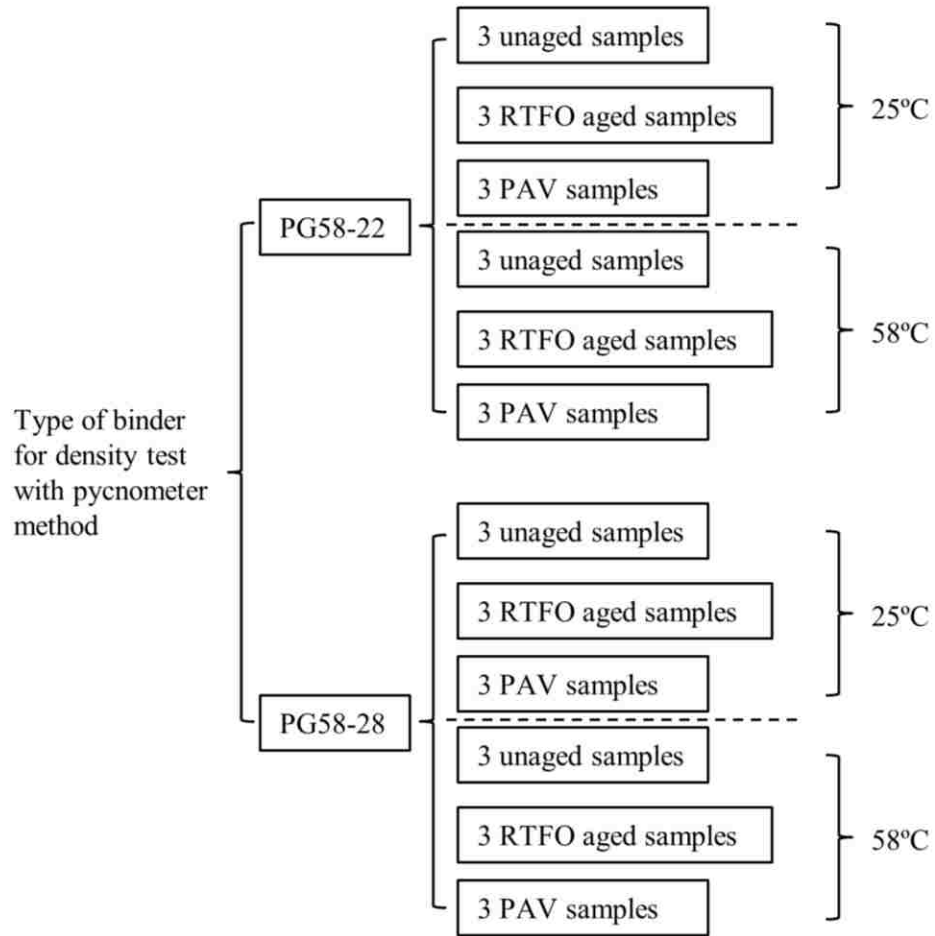 Type of binder
for density test
with pycnometer
method
PG58-22
3 unaged samples
3 RTFO aged samples
3 PAV samples
25ºC
3 unaged samples
3 RTFO aged samples
3 PAV samples
58ºC
PG58-28
3 unaged samples
3 RTFO aged samples
3 PAV samples
25ºC
3 unaged samples
3 RTFO aged samples
3 PAV samples
58ºC